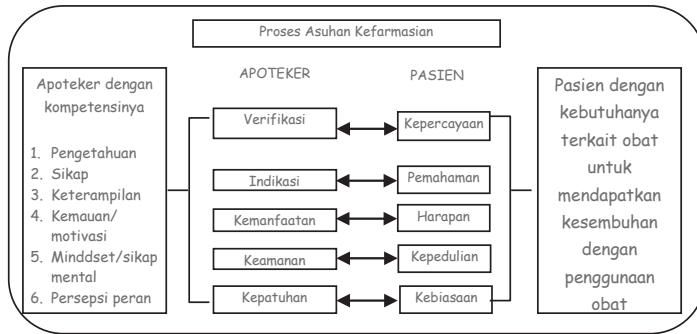 Proses Asuhan Kefarmasian
Apoteker dengan
kompetensinya
1. Pengetahuan
2. Sikap
3. Keterampilan
4. Kemauan/
motivasi
5. Minddset/sikap
mental
6. Persepsi peran
APOTEKER
PASIEN
Verifikasi
Kepercayaan
Indikasi
Pemahaman
Kemanfaatan
Harapan
Keamanan
Kepedulian
Kepatuhan
Kebiasaan
Pasien dengan
kebutuhanya
terkait obat
untuk
mendapatkan
kesembuhan
dengan
penggunaan
obat